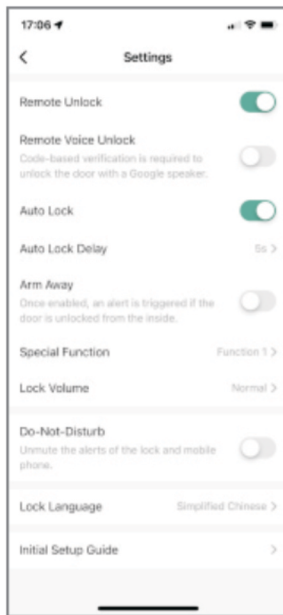 17:06
Settings
Remote Unlock
Remote Voice Unlock
Code-based verification is required to
unlock the door with a Google speaker.
Auto Lock
Auto Lock Delay 5s >
Arm Away
Once enabled, an alert is triggered if the
door is unlocked from the inside.
Special Function Function 1 >
Lock Volume Normal >
Do-Not-Disturb
Unmute the alerts of the lock and mobile
phone.
Lock Language Simplified Chinese >
Initial Setup Guide >